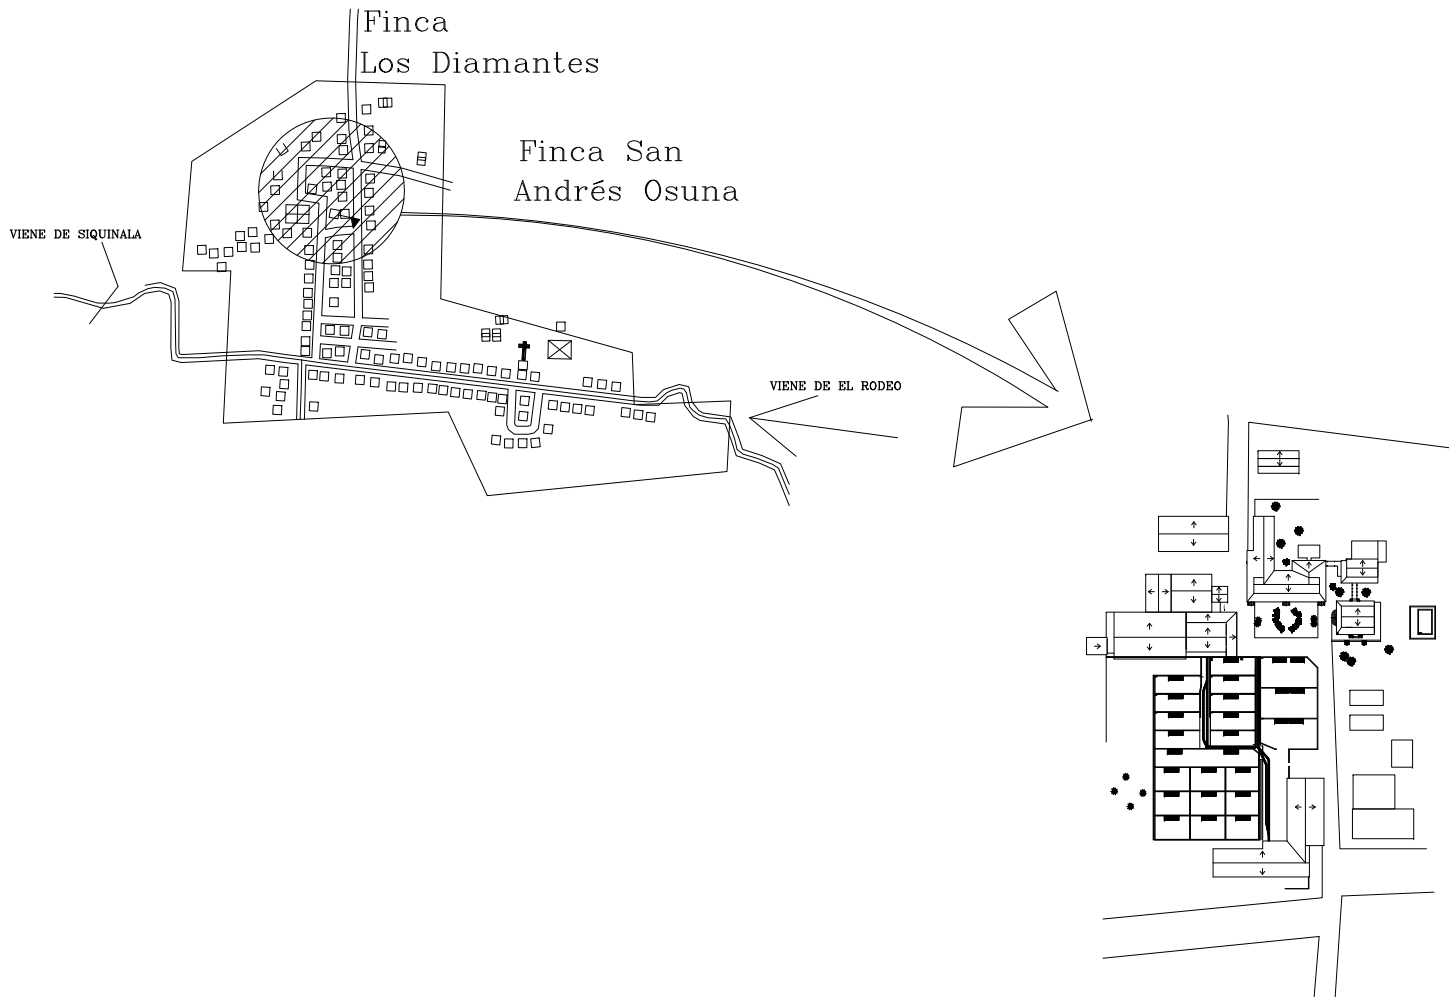 Finca
Los Diamantes
Finca San
Andrés Osuna
VIENE DE SIQUINALA
VIENE DE EL RODEO